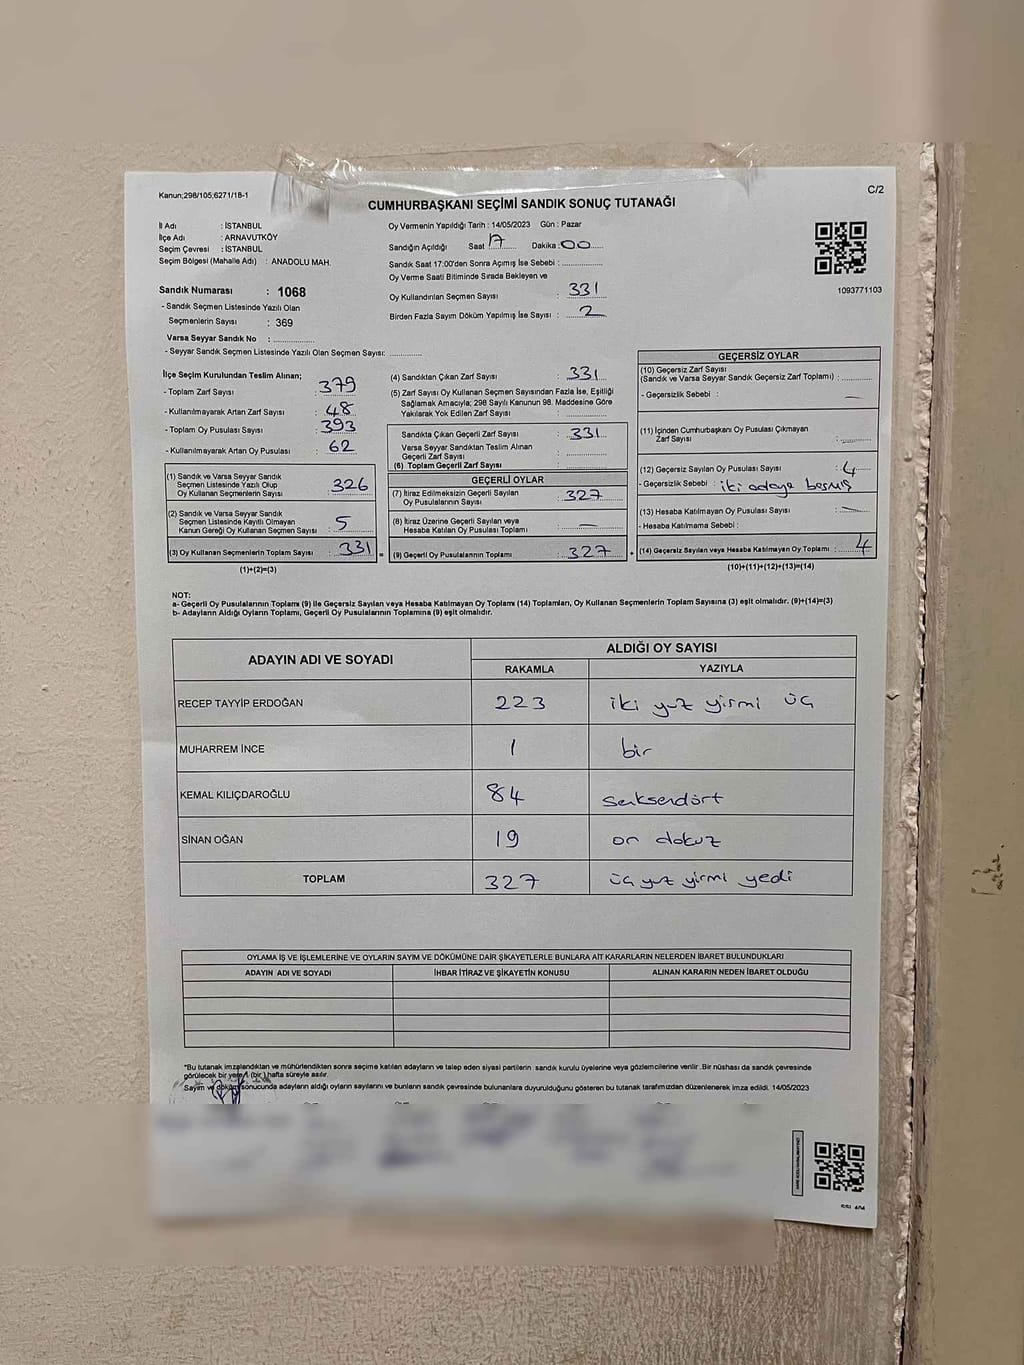 Kanun;298/105;6271/18-1
C/2
CUMHURBAŞKANI SEÇİMİ SANDIK SONUÇ TUTANAĞI
İl Adı : İSTANBUL
İlçe Adı : ARNAVUTKÖY
Seçim Çevresi : İSTANBUL
Seçim Bölgesi (Mahalle Adı) : ANADOLU MAH.
Sandık Numarası : 1068
- Sandık Seçmen Listesinde Yazılı Olan
Seçmenlerin Sayısı : 369
Varsa Seyyar Sandık No : ..............
- Seyyar Sandık Seçmen Listesinde Yazılı Olan Seçmen Sayısı: ............
Oy Vermenin Yapıldığı Tarih : 14/05/2023 Gün : Pazar
Sandığın Açıldığı Saat 17 Dakika : 00
Sandık Saat 17:00'den Sonra Açımış İse Sebebi : ..............
Oy Verme Saati Bitiminde Sırada Bekleyen ve
Oy Kullandırılan Seçmen Sayısı : 331
Birden Fazla Sayım Döküm Yapılmış İse Sayısı : 2
1093771103
İlçe Seçim Kurulundan Teslim Alınan;
- Toplam Zarf Sayısı : 379
- Kullanılmayarak Artan Zarf Sayısı : 48
- Toplam Oy Pusulası Sayısı : 393
- Kullanılmayarak Artan Oy Pusulası : 62
(1) Sandık ve Varsa Seyyar Sandık
Seçmen Listesinde Yazılı Olup
Oy Kullanan Seçmenlerin Sayısı : 326
(2) Sandık ve Varsa Seyyar Sandık
Seçmen Listesinde Kayıtlı Olmayan
Kanun Gereği Oy Kullanan Seçmen Sayısı : 5
(3) Oy Kullanan Seçmenlerin Toplam Sayısı : 331 =
(1)+(2)=(3)
(4) Sandıktan Çıkan Zarf Sayısı : 331
(5) Zarf Sayısı Oy Kullanan Seçmen Sayısından Fazla İse, Eşitliği
Sağlamak Amacıyla; 298 Sayılı Kanunun 98. Maddesine Göre
Yakılarak Yok Edilen Zarf Sayısı : ..............
Sandıkta Çıkan Geçerli Zarf Sayısı : 331
Varsa Seyyar Sandıktan Teslim Alınan
Geçerli Zarf Sayısı : ..............
(6) Toplam Geçerli Zarf Sayısı : ..............
GEÇERLİ OYLAR
(7) İtiraz Edilmeksizin Geçerli Sayılan
Oy Pusulalarının Sayısı : 327
(8) İtiraz Üzerine Geçerli Sayılan veya
Hesaba Katılan Oy Pusulası Toplamı : —
(9) Geçerli Oy Pusulalarının Toplamı : 327 +
GEÇERSİZ OYLAR
(10) Geçersiz Zarf Sayısı
(Sandık ve Varsa Seyyar Sandık Geçersiz Zarf Toplamı) : ..........
- Geçersizlik Sebebi : —
(11) İçinden Cumhurbaşkanı Oy Pusulası Çıkmayan
Zarf Sayısı : ..........
(12) Geçersiz Sayılan Oy Pusulası Sayısı : 4
- Geçersizlik Sebebi : iki adaya basmış
(13) Hesaba Katılmayan Oy Pusulası Sayısı : —
- Hesaba Katılmama Sebebi :
(14) Geçersiz Sayılan veya Hesaba Katılmayan Oy Toplamı : 4
(10)+(11)+(12)+(13)=(14)
NOT:
a- Geçerli Oy Pusulalarının Toplamı (9) ile Geçersiz Sayılan veya Hesaba Katılmayan Oy Toplamı (14) Toplamları, Oy Kullanan Seçmenlerin Toplam Sayısına (3) eşit olmalıdır. (9)+(14)=(3)
b- Adayların Aldığı Oyların Toplamı, Geçerli Oy Pusulalarının Toplamına (9) eşit olmalıdır.
ADAYIN ADI VE SOYADI
ALDIĞI OY SAYISI
RAKAMLA YAZIYLA
RECEP TAYYİP ERDOĞAN 223 iki yuz yirmi üç
MUHARREM İNCE 1 bir
KEMAL KILIÇDAROĞLU 84 seksendört
SİNAN OĞAN 19 on dokuz
TOPLAM 327 üç yuz yirmi yedi
OYLAMA İŞ VE İŞLEMLERİNE VE OYLARIN SAYIM VE DÖKÜMÜNE DAİR ŞİKAYETLERLE BUNLARA AİT KARARLARIN NELERDEN İBARET BULUNDUKLARI
ADAYIN ADI VE SOYADI İHBAR İTİRAZ VE ŞİKAYETİN KONUSU ALINAN KARARIN NEDEN İBARET OLDUĞU
*Bu tutanak imzalandıktan ve mühürlendikten sonra seçime katılan adayların ve talep eden siyasi partilerin sandık kurulu üyelerine veya gözlemcilerine verilir. Bir nüshası da sandık çevresinde
görülecek bir yere 1 (bir ) hafta süreyle asılır.
Sayım ve döküm sonucunda adayların aldığı oyların sayılarını ve bunların sandık çevresinde bulunanlara duyurulduğunu gösteren bu tutanak tarafımızdan düzenlenerek imza edildi. 14/05/2023